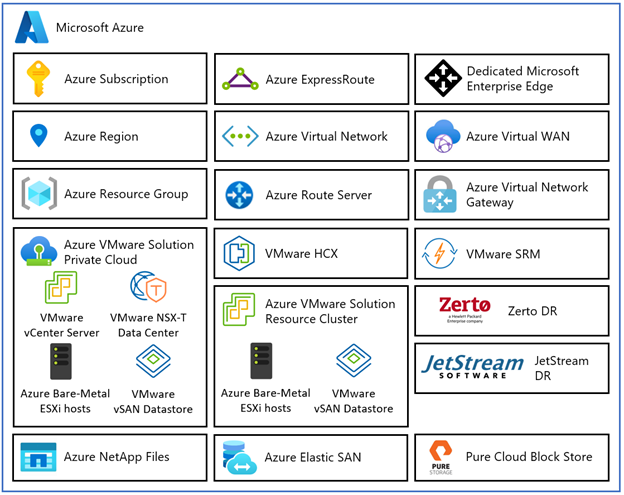 Microsoft Azure
Azure Subscription
Azure ExpressRoute
Dedicated Microsoft
Enterprise Edge
Azure Region
Azure Virtual Network
Azure Virtual WAN
Azure Resource Group
Azure Route Server
Azure Virtual Network
Gateway
Azure VMware Solution
Private Cloud
VMware
vCenter Server
VMware NSX-T
Data Center
T
Azure Bare-Metal
ESXi hosts
VMware
vSAN Datastore
VMware HCX
VMware SRM
Azure VMware Solution
Resource Cluster
Azure Bare-Metal
ESXi hosts
VMware
vSAN Datastore
Zerto
a Hewlett Packard
Enterprise company
Zerto DR
JETSTREAM
SOFTWARE
JetStream
DR
Azure NetApp Files
Azure Elastic SAN
PURE
STORAGE
Pure Cloud Block Store